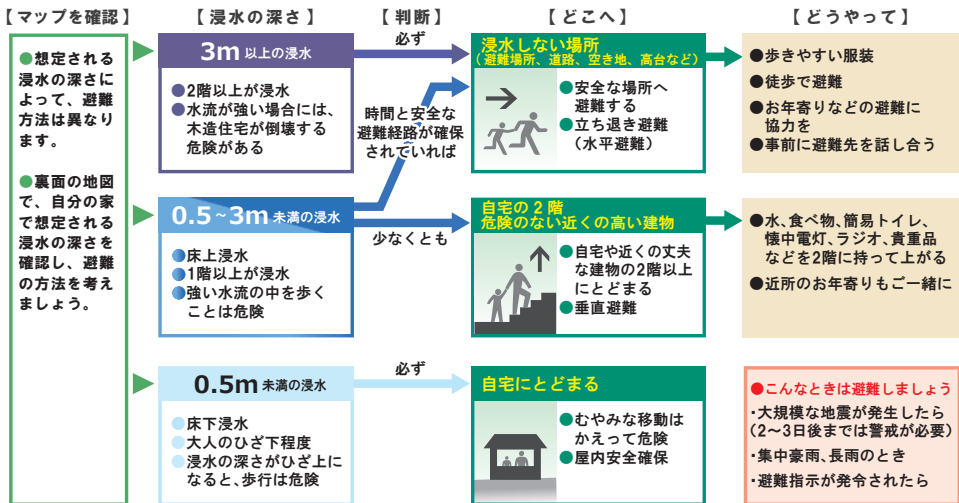 【マップを確認】
【浸水の深さ】
【判断】
【どこへ】
【どうやって】
●想定される
浸水の深さに
よって、避難
方法は異なり
ます。
●裏面の地図
で、自分の家
で想定される
浸水の深さを
確認し、避難
の方法を考え
ましょう。
3m 以上の浸水
●2階以上が浸水
●水流が強い場合には、
木造住宅が倒壊する
危険がある
必ず
時間と安全な
避難経路が確保
されていれば
浸水しない場所
（避難場所、道路、空き地、高台など）
●安全な場所へ
避難する
●立ち退き避難
（水平避難）
●歩きやすい服装
●徒歩で避難
●お年寄りなどの避難に
協力を
●事前に避難先を話し合う
0.5～3m 未満の浸水
●床上浸水
●1階以上が浸水
●強い水流の中を歩く
ことは危険
少なくとも
自宅の2階
危険のない近くの高い建物
●自宅や近くの丈夫
な建物の2階以上
にとどまる
●垂直避難
●水、食べ物、簡易トイレ、
懐中電灯、ラジオ、貴重品
などを2階に持って上がる
●近所のお年寄りもご一緒に
0.5m 未満の浸水
●床下浸水
●大人のひざ下程度
●浸水の深さがひざ上に
なると、歩行は危険
必ず
自宅にとどまる
●むやみな移動は
かえって危険
●屋内安全確保
●こんなときは避難しましょう
・大規模な地震が発生したら
（2～3日後までは警戒が必要）
・集中豪雨、長雨のとき
・避難指示が発令されたら